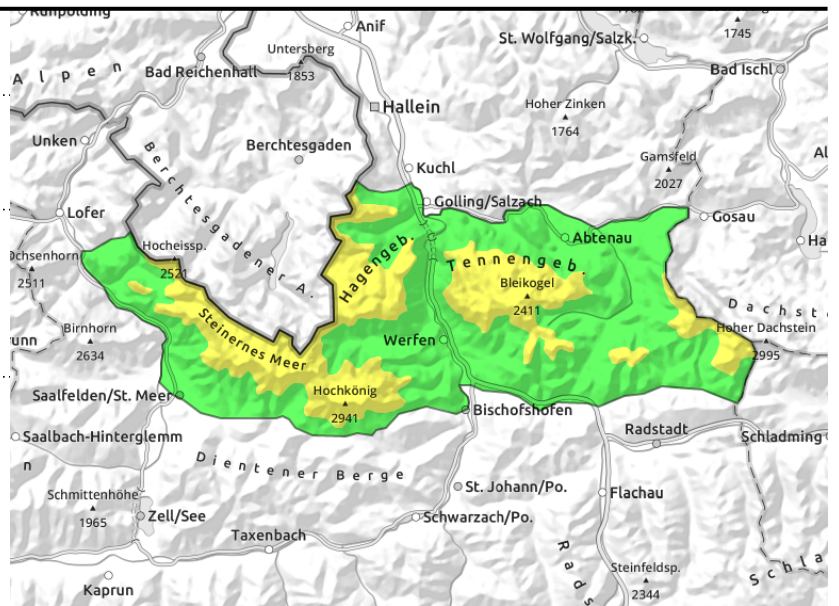 Ruhpolding
Anif
1745
Untersberg
1853
St. Wolfgang/Salzk.
Bad Reichenhall
Bad Ischl
Alpen
Hallein
Hoher Zinken
1764
Unken
Berchtesgaden
Gamsfeld
2027
Kuchl
Berchtesgadener A.
Golling/Salzach
Lofer
Gosau
Abtenau
Hocheissp.
2521
Ochsenhorn
2511
Hagengeb.
Tennengeb.
Bleikogel
2411
Steinernes Meer
Birnhorn
2634
Werfen
Hoher Dachstein
2995
Hochkönig
2941
Saalfelden/St. Meer
Bischofshofen
Radstadt
Saalbach-Hinterglemm
Schladming
n
Dientener Berge
St. Johann/Po.
Flachau
Schmittenhöhe
1965
Zell/See
Schwarzach/Po.
Taxenbach
Steinfeldsp.
2344
Kaprun